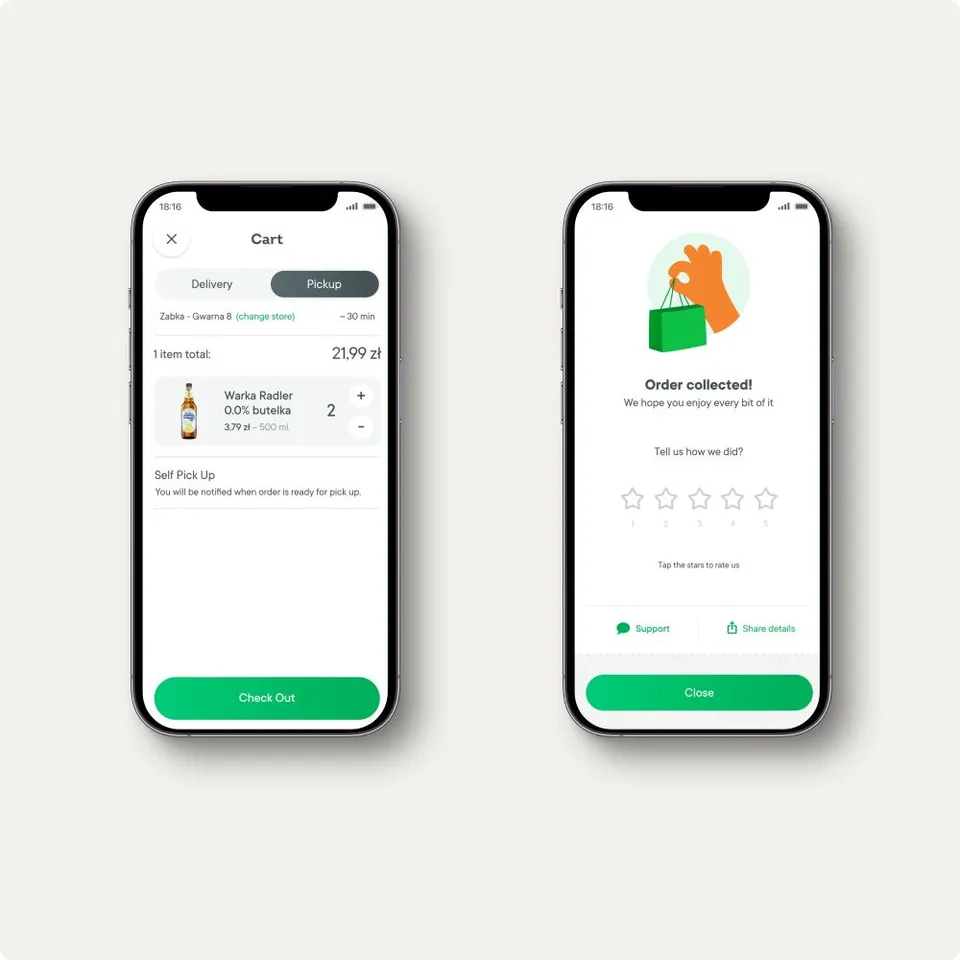 18:16
Cart
Delivery Pickup
Zabka - Gwarna 8 (change store) ~ 30 min
1 item total: 21,99 zł
Warka Radler
0.0% butelka
3,79 zł – 500 ml.
+
2
-
Self Pick Up
You will be notified when order is ready for pick up.
Check Out
18:16
Order collected!
We hope you enjoy every bit of it
Tell us how we did?
1 2 3 4 5
Tap the stars to rate us
Support Share details
Close